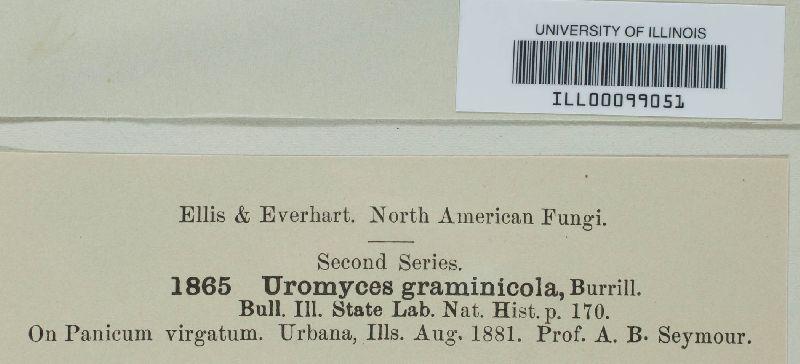 UNIVERSITY OF ILLINOIS
ILL00099051
Ellis & Everhart. North American Fungi.
Second Series.
1865 Uromyces graminicola, Burrill.
Bull. Ill. State Lab. Nat. Hist. p. 170.
On Panicum virgatum. Urbana, Ills. Aug. 1881. Prof. A. B. Seymour.